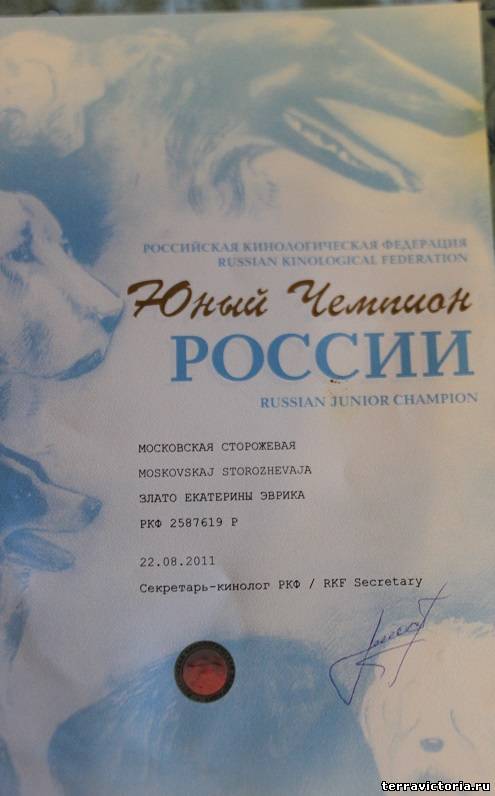 РОССИЙСКАЯ КИНОЛОГИЧЕСКАЯ ФЕДЕРАЦИЯ
RUSSIAN KINOLOGICAL FEDERATION
Юный Чемпион
РОССИИ
RUSSIAN JUNIOR CHAMPION
МОСКОВСКАЯ СТОРОЖЕВАЯ
MOSKOVSKAJ STOROZHEVAJA
ЗЛАТО ЕКАТЕРИНЫ ЭВРИКА
РКФ 2587619 Р
22.08.2011
Секретарь-кинолог РКФ / RKF Secretary
terravictoria.ru